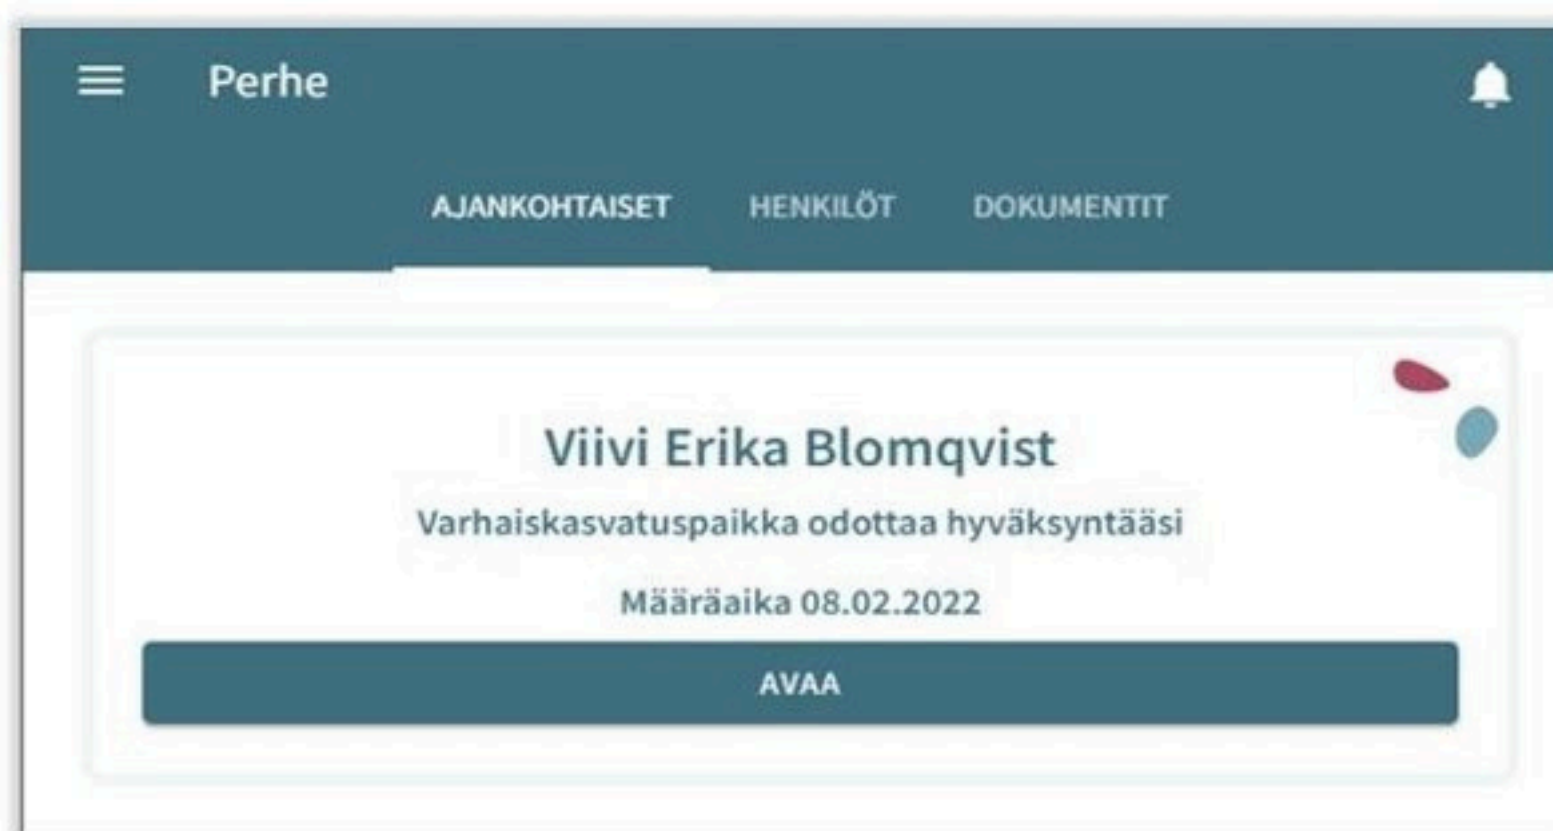 Perhe
AJANKOHTAISET HENKILÖT DOKUMENTIT
Viivi Erika Blomqvist
Varhaiskasvatuspaikka odottaa hyväksyntääsi
Määräaika 08.02.2022
AVAA